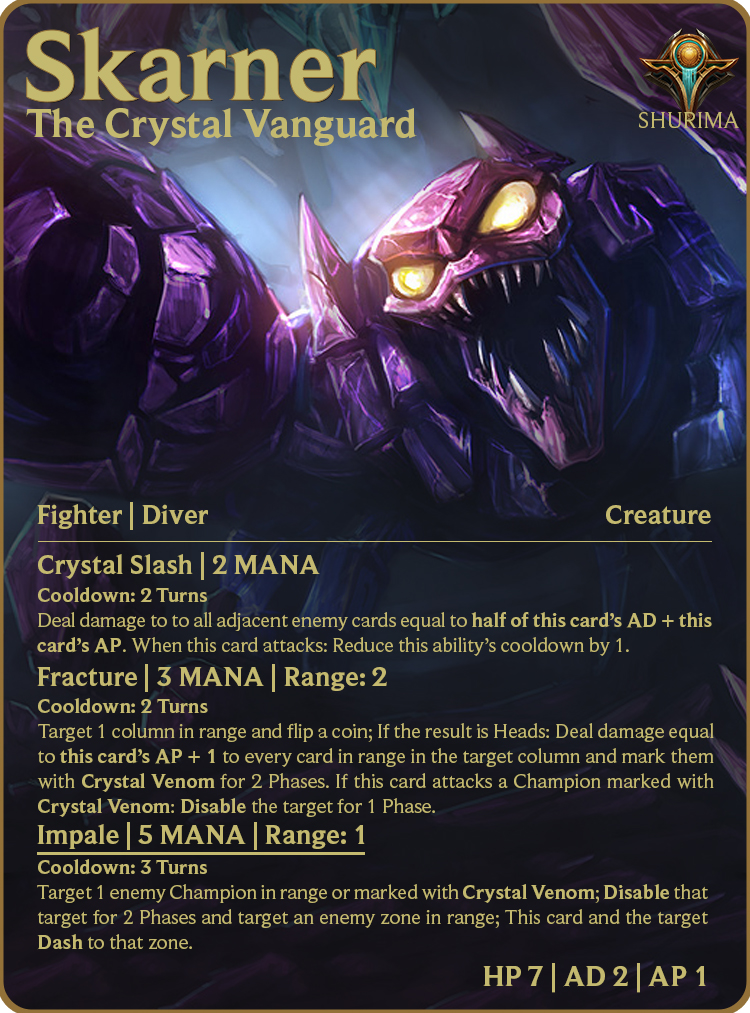 Skarner
The Crystal Vanguard
SHURIMA
Fighter | Diver
Creature
Crystal Slash | 2 MANA
Cooldown: 2 Turns
Deal damage to to all adjacent enemy cards equal to half of this card's AD + this
card's AP. When this card attacks: Reduce this ability's cooldown by 1.
Fracture | 3 MANA | Range: 2
Cooldown: 2 Turns
Target 1 column in range and flip a coin; If the result is Heads: Deal damage equal
to this card's AP + 1 to every card in range in the target column and mark them
with Crystal Venom for 2 Phases. If this card attacks a Champion marked with
Crystal Venom: Disable the target for 1 Phase.
Impale | 5 MANA | Range: 1
Cooldown: 3 Turns
Target 1 enemy Champion in range or marked with Crystal Venom; Disable that
target for 2 Phases and target an enemy zone in range; This card and the target
Dash to that zone.
HP 7 | AD 2 | AP 1